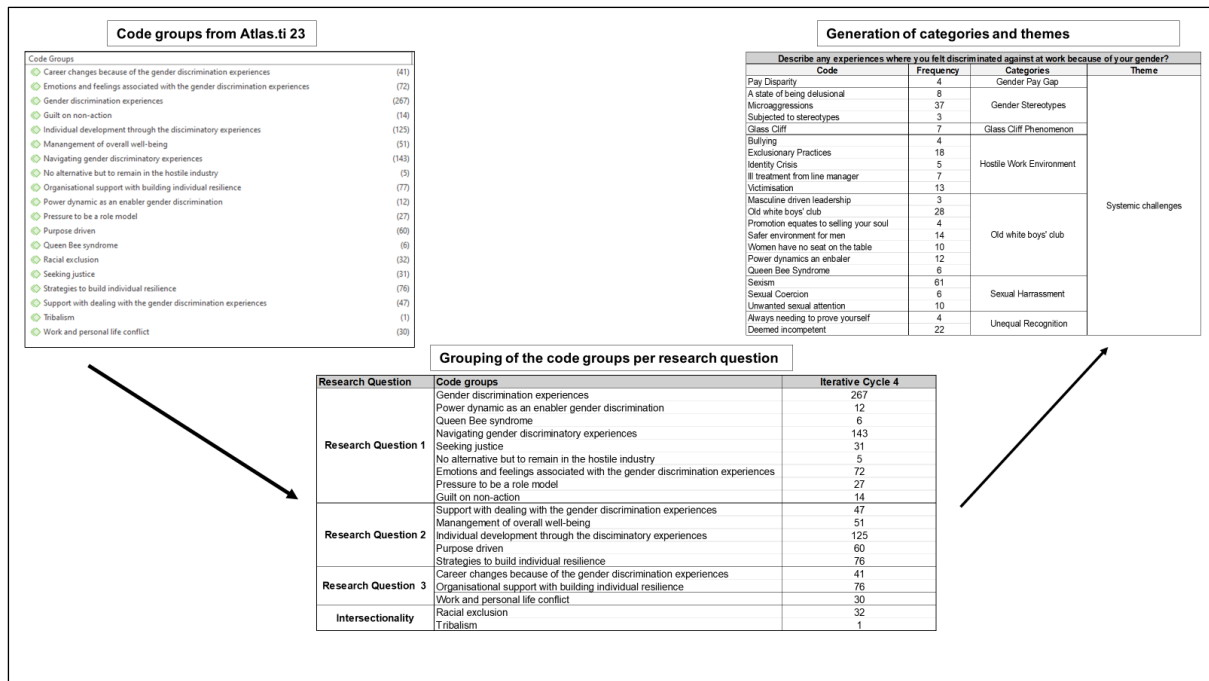 Code groups from Atlas.ti 23
Code Groups
Career changes because of the gender discrimination experiences (41)
Emotions and feelings associated with the gender discrimination experiences (72)
Gender discrimination experiences (267)
Guilt on non-action (14)
Individual development through the disciminatory experiences (125)
Manangement of overall well-being (51)
Navigating gender discriminatory experiences (143)
No alternative but to remain in the hostile industry (5)
Organisational support with building individual resilience (77)
Power dynamic as an enabler gender discrimination (12)
Pressure to be a role model (27)
Purpose driven (60)
Queen Bee syndrome (6)
Racial exclusion (32)
Seeking justice (31)
Strategies to build individual resilience (76)
Support with dealing with the gender discrimination experiences (47)
Tribalism (1)
Work and personal life conflict (30)
Generation of categories and themes
Describe any experiences where you felt discriminated against at work because of your gender?
Code Frequency Categories Theme
Pay Disparity 4 Gender Pay Gap
A state of being delusional 8
Microaggressions 37 Gender Stereotypes
Subjected to stereotypes 3
Glass Cliff 7 Glass Cliff Phenomenon
Bullying 4
Exclusionary Practices 18
Identity Crisis 5 Hostile Work Environment
Ill treatment from line manager 7
Victimisation 13
Masculine driven leadership 3
Old white boys' club 28 Systemic challenges
Promotion equates to selling your soul 4
Safer environment for men 14 Old white boys' club
Women have no seat on the table 10
Power dynamics an enbaler 12
Queen Bee Syndrome 6
Sexism 61
Sexual Coercion 6 Sexual Harrassment
Unwanted sexual attention 10
Always needing to prove yourself 4 Unequal Recognition
Deemed incompetent 22
Grouping of the code groups per research question
Research Question Code groups Iterative Cycle 4
Gender discrimination experiences 267
Power dynamic as an enabler gender discrimination 12
Queen Bee syndrome 6
Navigating gender discriminatory experiences 143
Research Question 1 Seeking justice 31
No alternative but to remain in the hostile industry 5
Emotions and feelings associated with the gender discrimination experiences 72
Pressure to be a role model 27
Guilt on non-action 14
Support with dealing with the gender discrimination experiences 47
Manangement of overall well-being 51
Research Question 2 Individual development through the disciminatory experiences 125
Purpose driven 60
Strategies to build individual resilience 76
Career changes because of the gender discrimination experiences 41
Research Question 3 Organisational support with building individual resilience 76
Work and personal life conflict 30
Intersectionality Racial exclusion 32
Tribalism 1